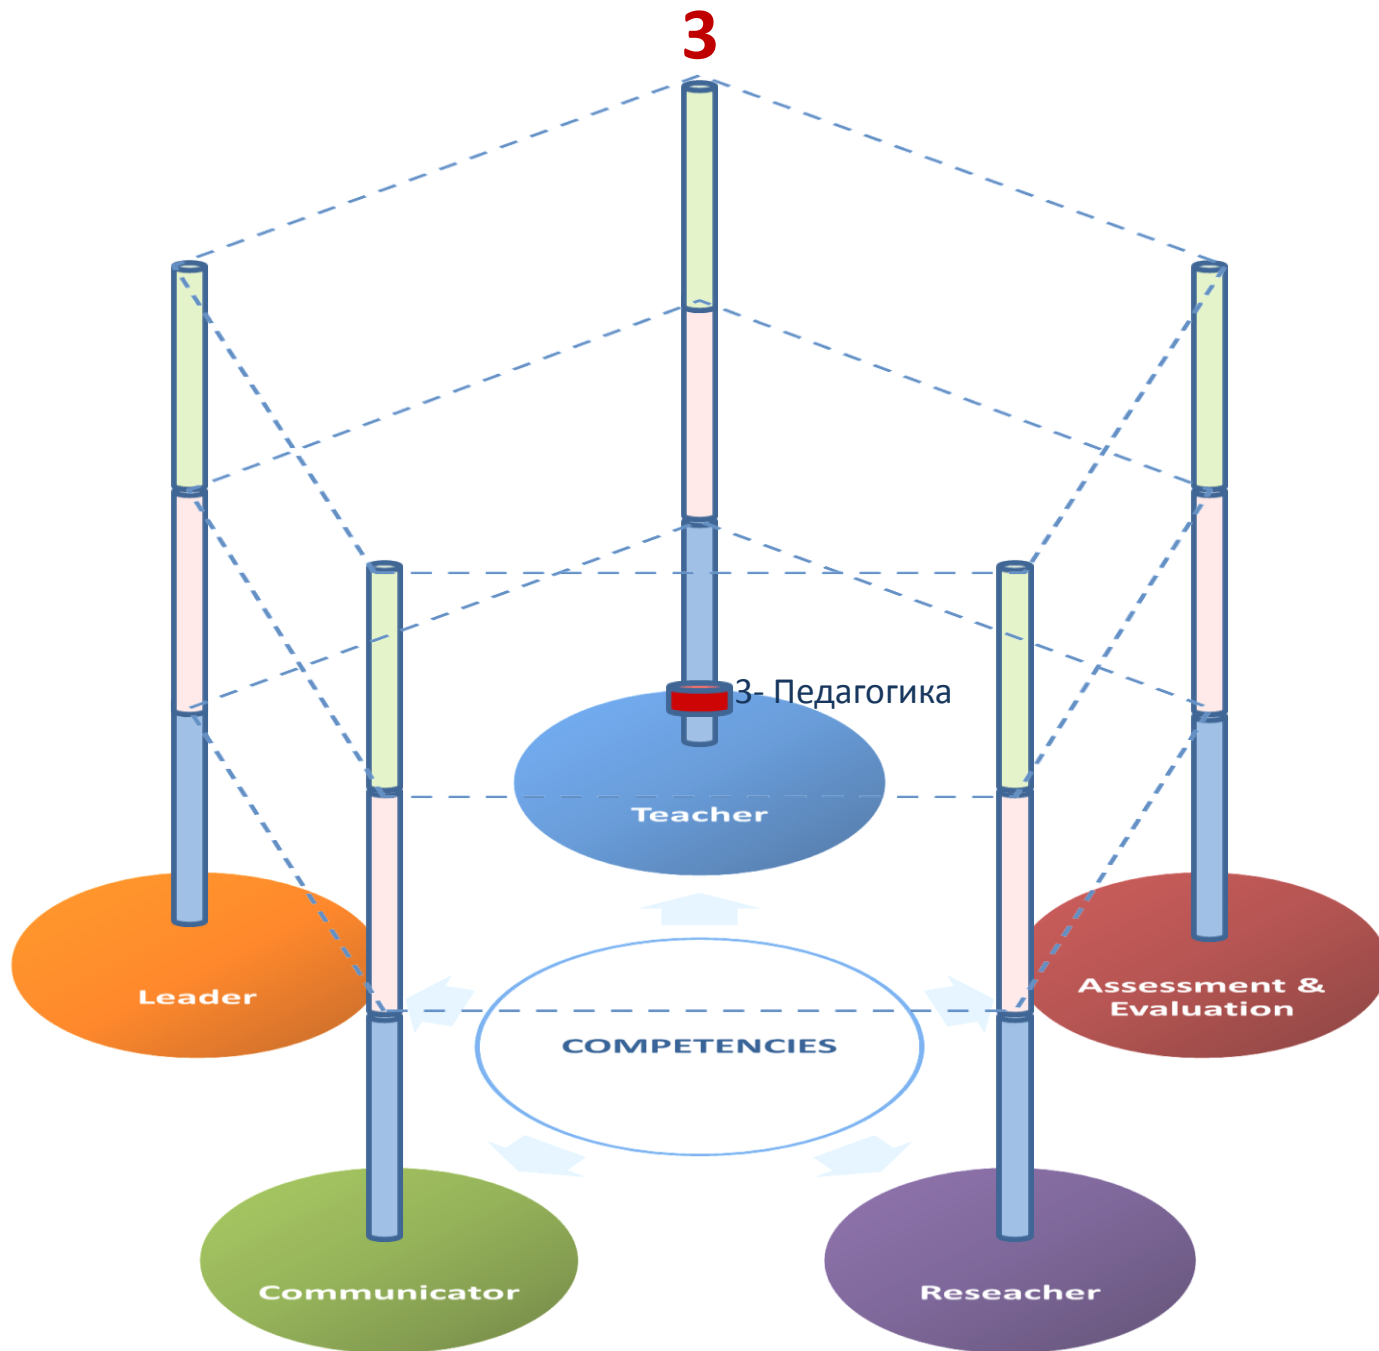 3
3- Педагогика
Teacher
Leader
Assessment &
Evaluation
COMPETENCIES
Communicator
Reseacher